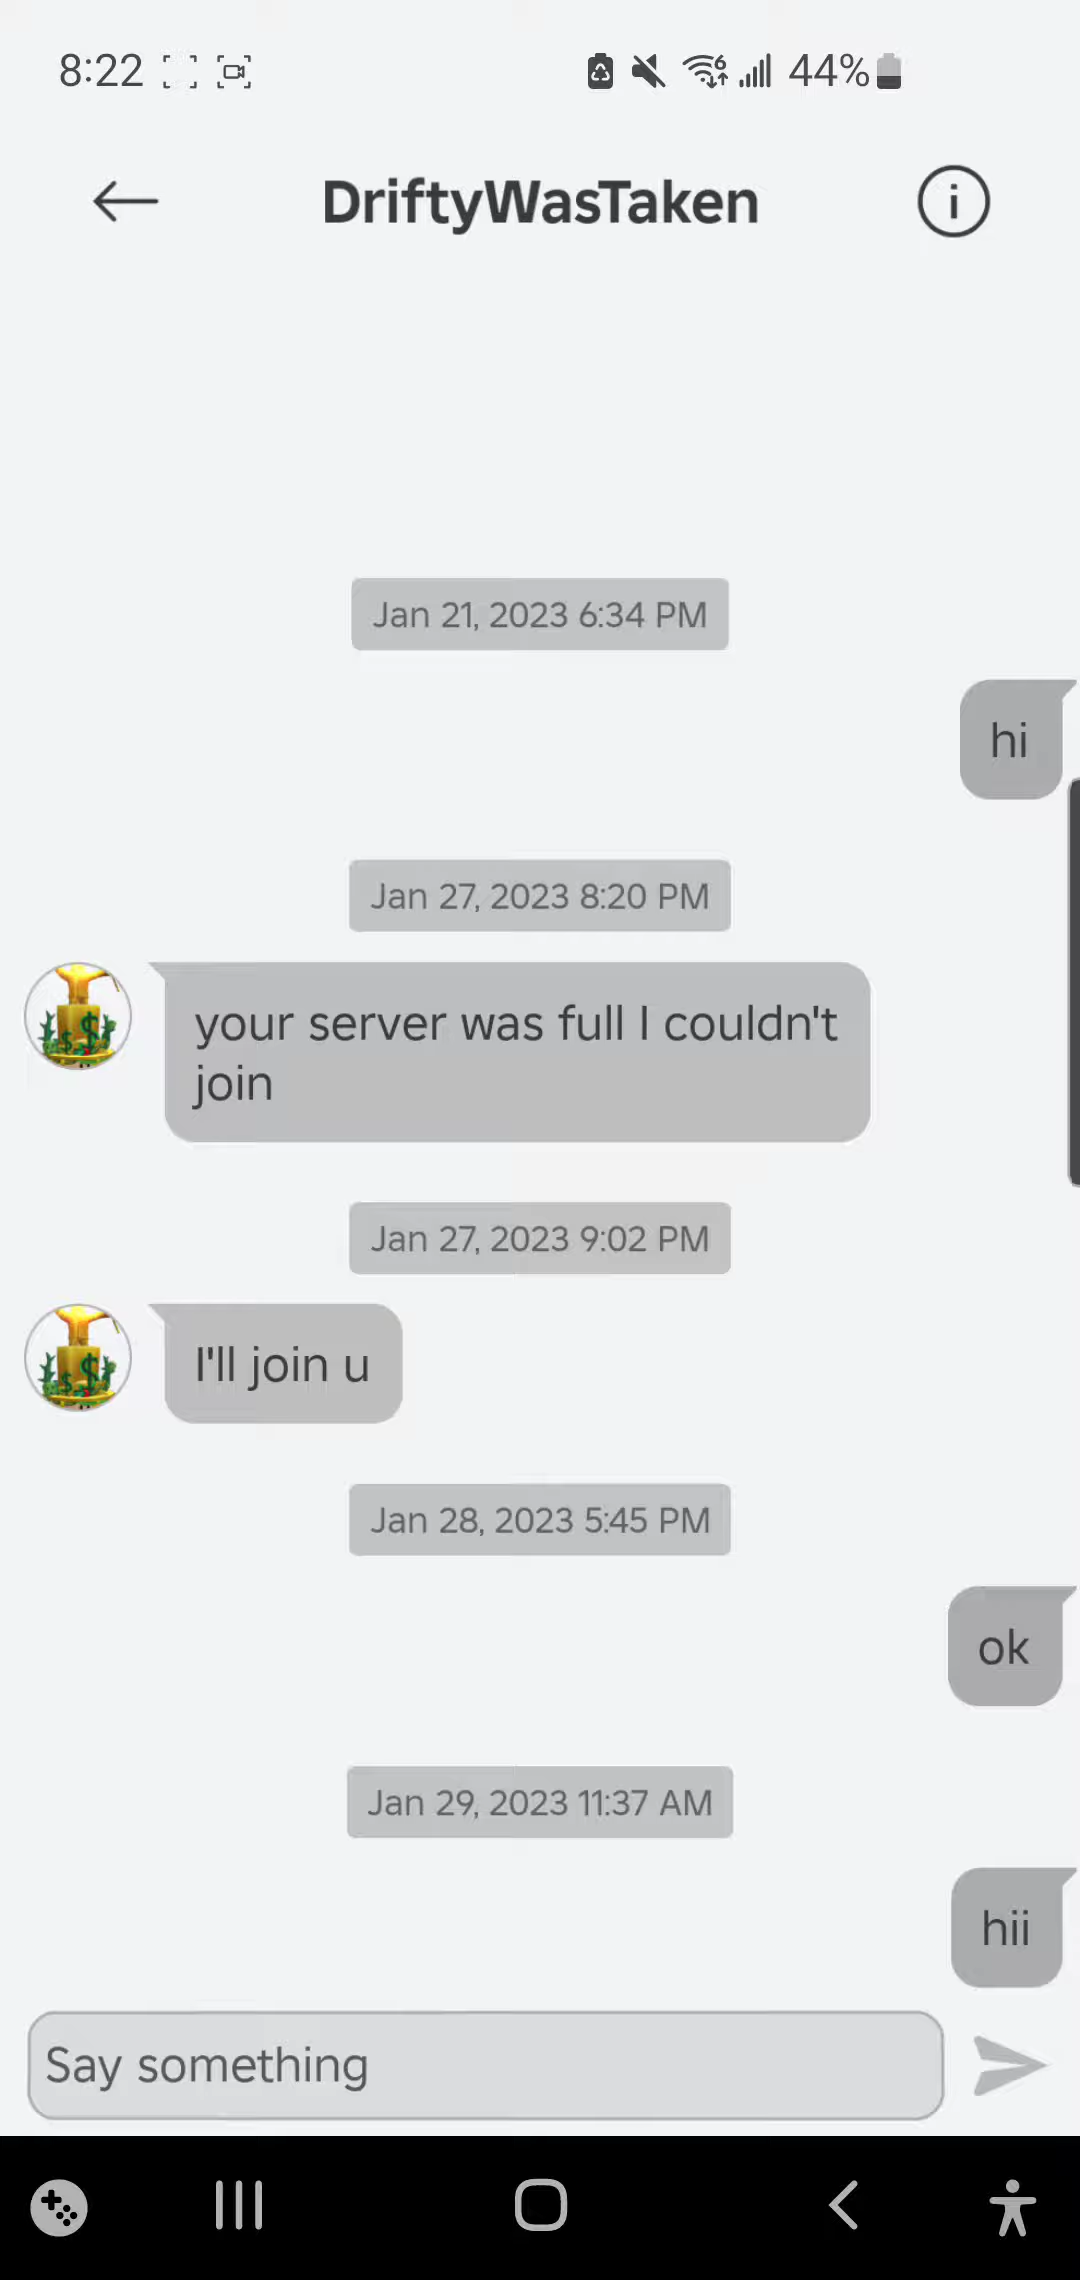 8:22
44%
DriftyWasTaken
Jan 21, 2023 6:34 PM
hi
Jan 27, 2023 8:20 PM
your server was full I couldn't
join
Jan 27, 2023 9:02 PM
I'll join u
Jan 28, 2023 5:45 PM
ok
Jan 29, 2023 11:37 AM
hii
Say something